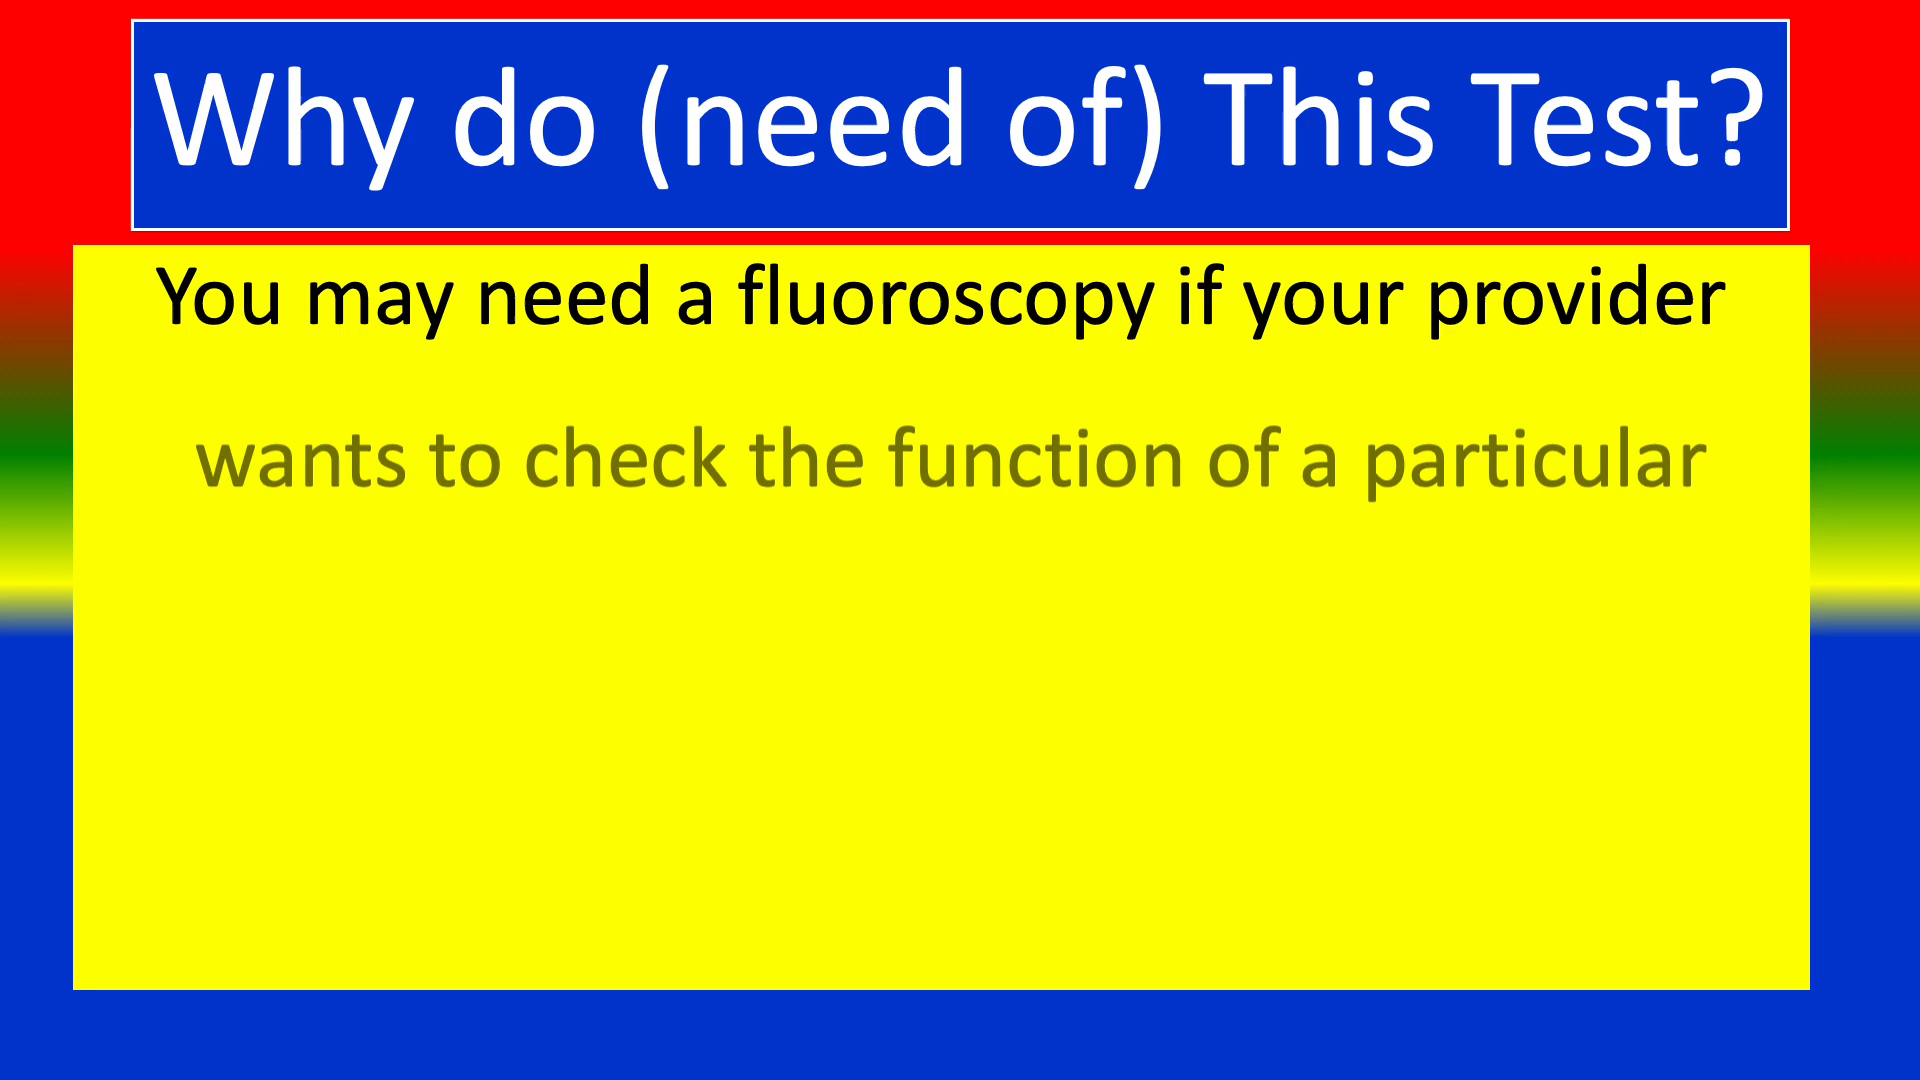 Why do (need of) This Test?
You may need a fluoroscopy if your provider
wants to check the function of a particular